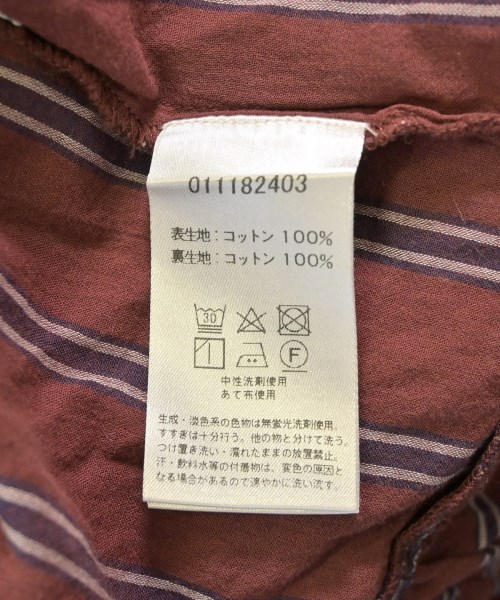 011182403
表生地：コットン 100%
裏生地：コットン 100%
30
F
中性洗剤使用
あて布使用
生成・淡色系の色物は無蛍光洗剤使用。
すすぎは十分行う。他の物と分けて洗う。
つけ置き洗い・濡れたままの放置禁止。
汗・飲料水等の付着物は、変色の原因と
なる場合があるので速やかに洗い流す。